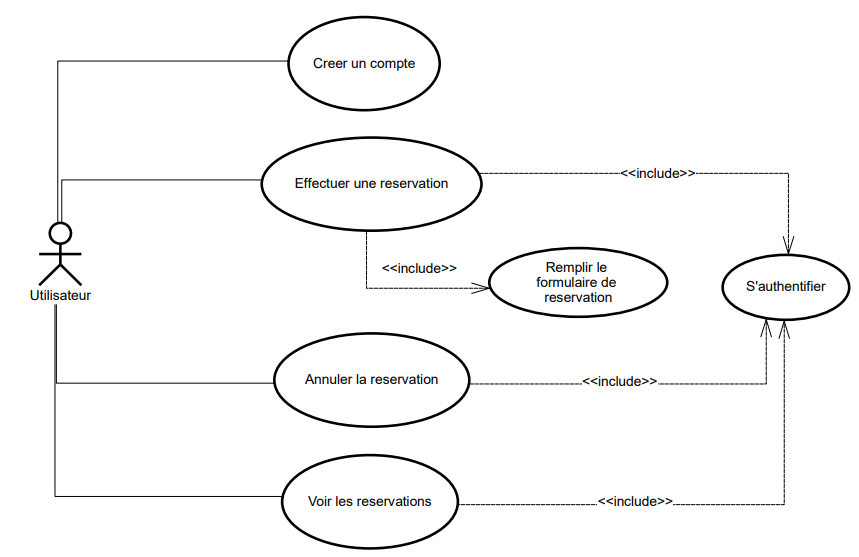 Creer un compte
Effectuer une reservation
<<include>>
<<include>>
Remplir le
formulaire de
reservation
S'authentifier
Utilisateur
Annuler la reservation
<<include>>
Voir les reservations
<<include>>